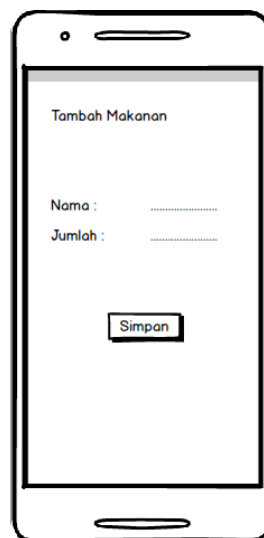 Tambah Makanan
Nama : ........................
Jumlah : ........................
Simpan